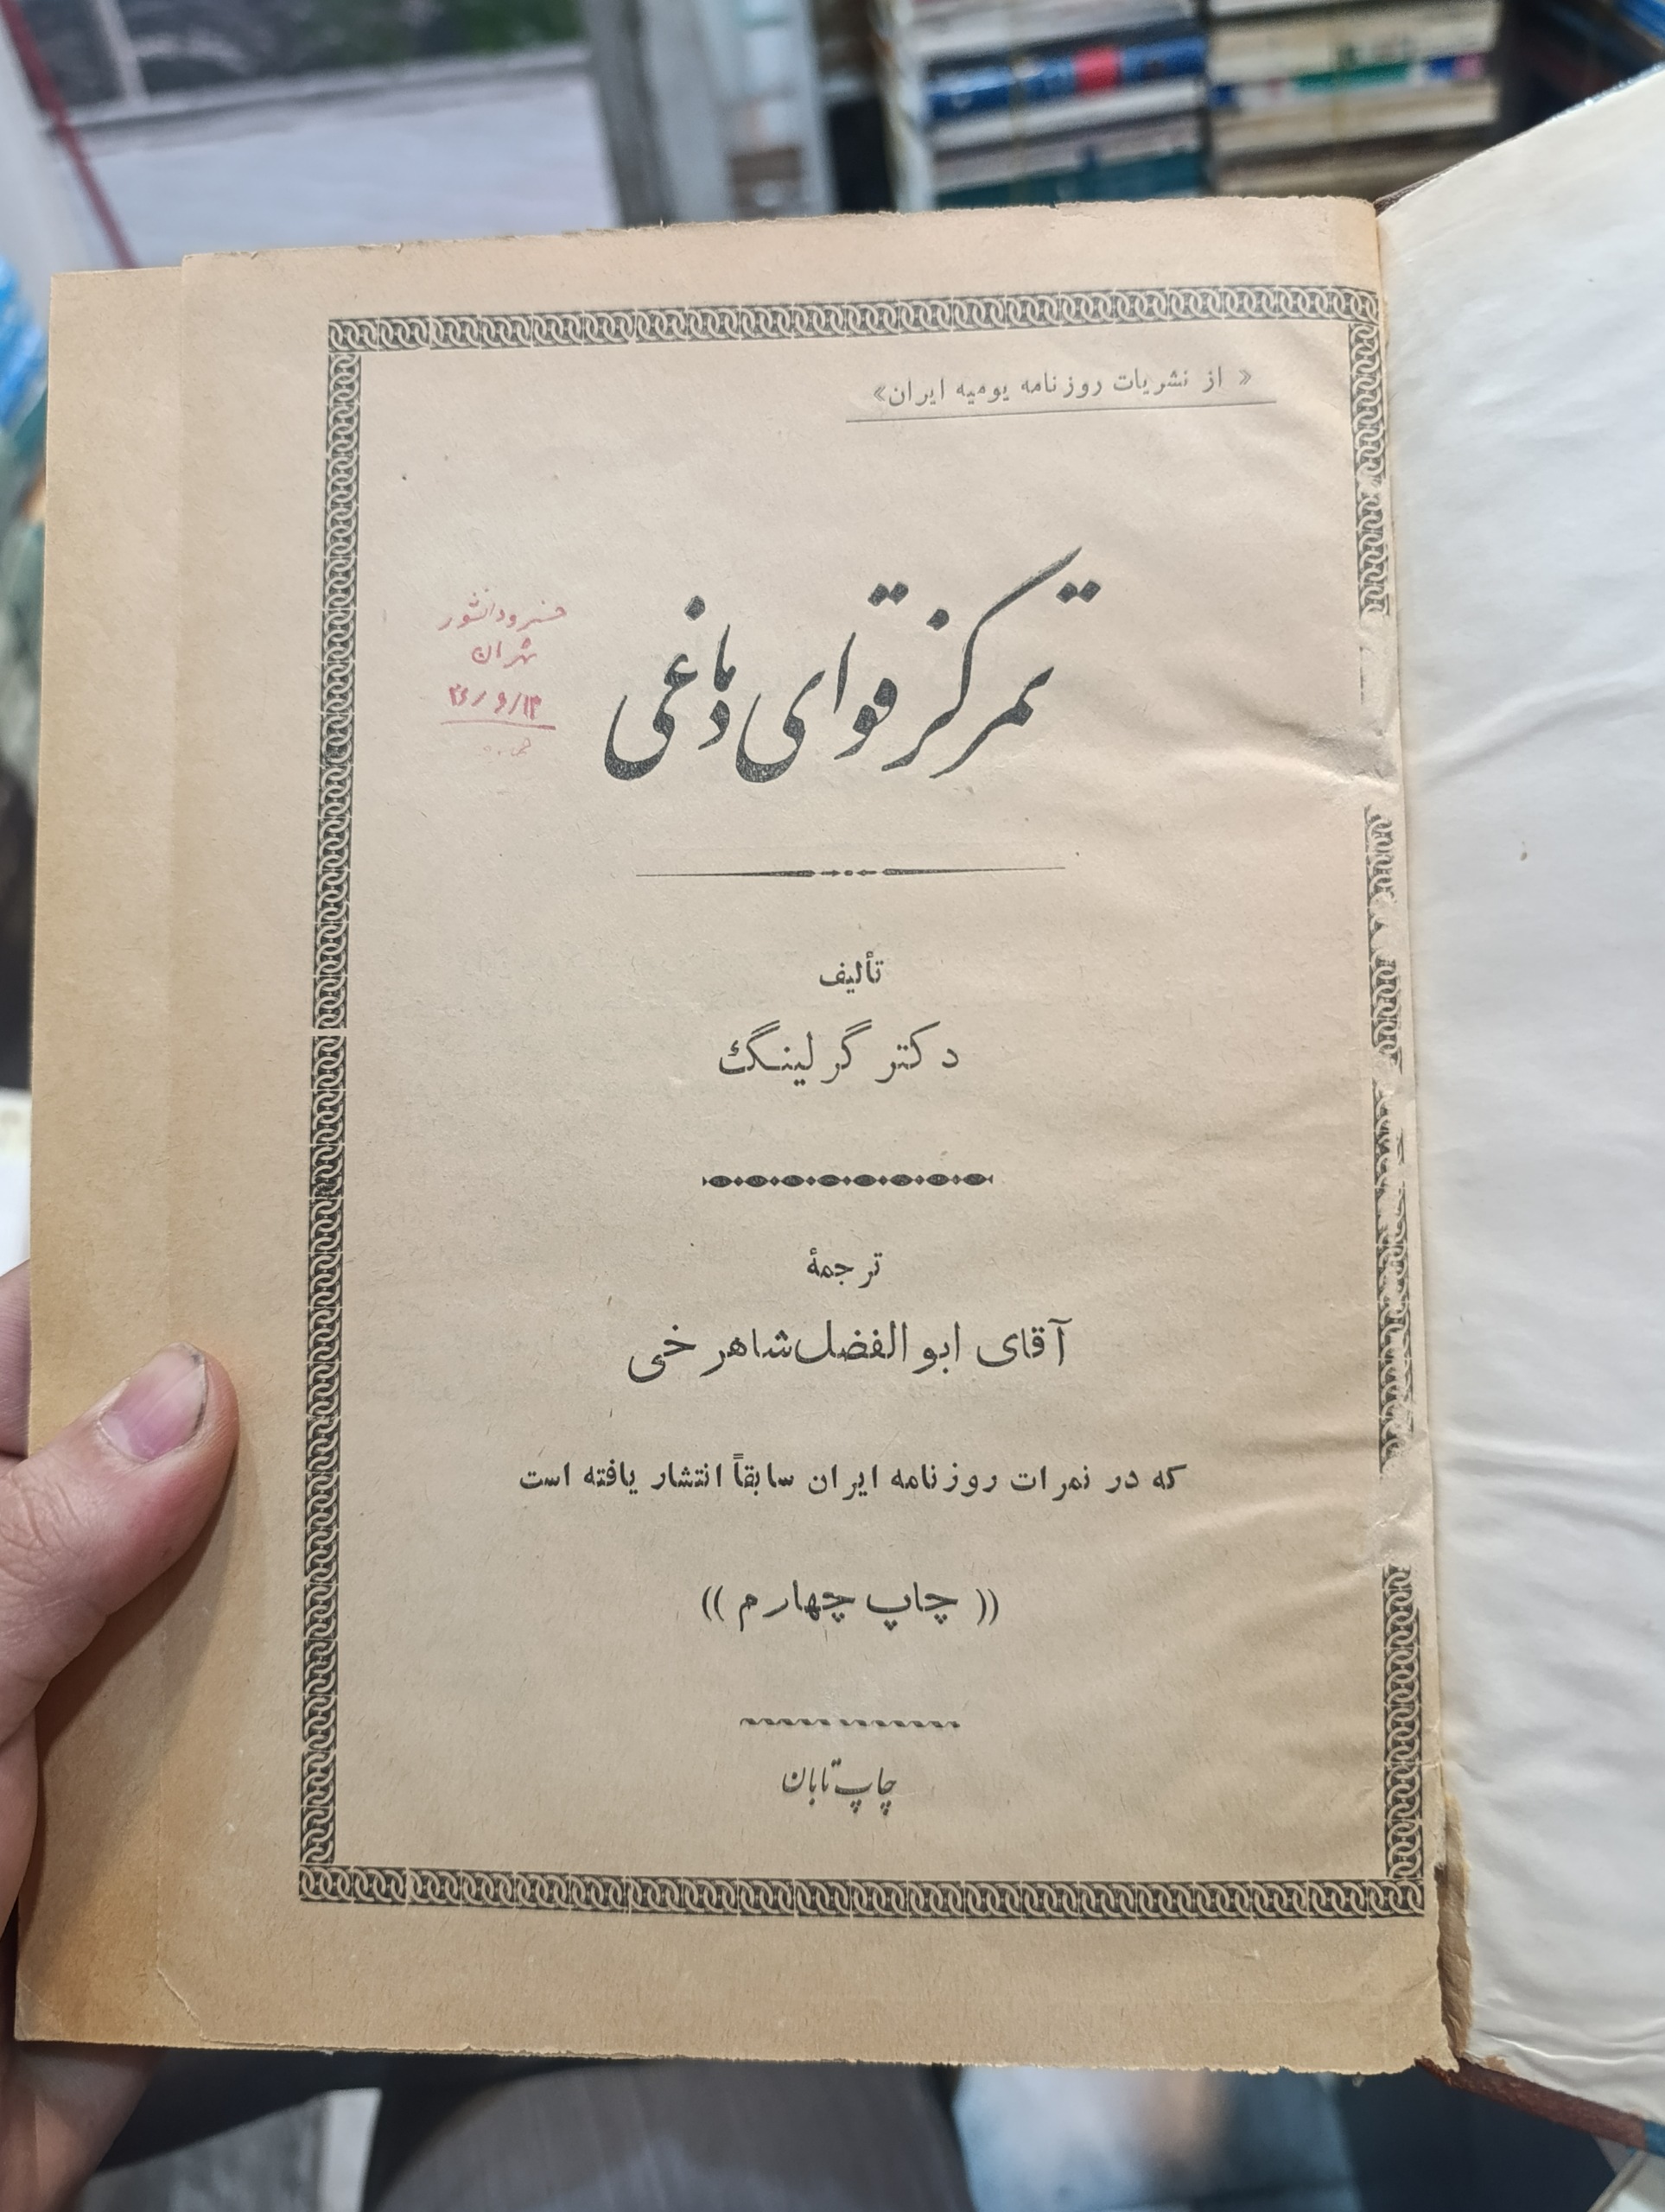 « از نشریات روزنامه یومیه ایران»
تمرکز قوای دماغی
خسرو دانشور
تهران
تألیف
دکتر گرلینگ
ترجمهٔ
آقای ابوالفضل شاهرخی
که در نمرات روزنامه ایران سابقاً انتشار یافته است
(( چاپ چهارم ))
چاپ تابان